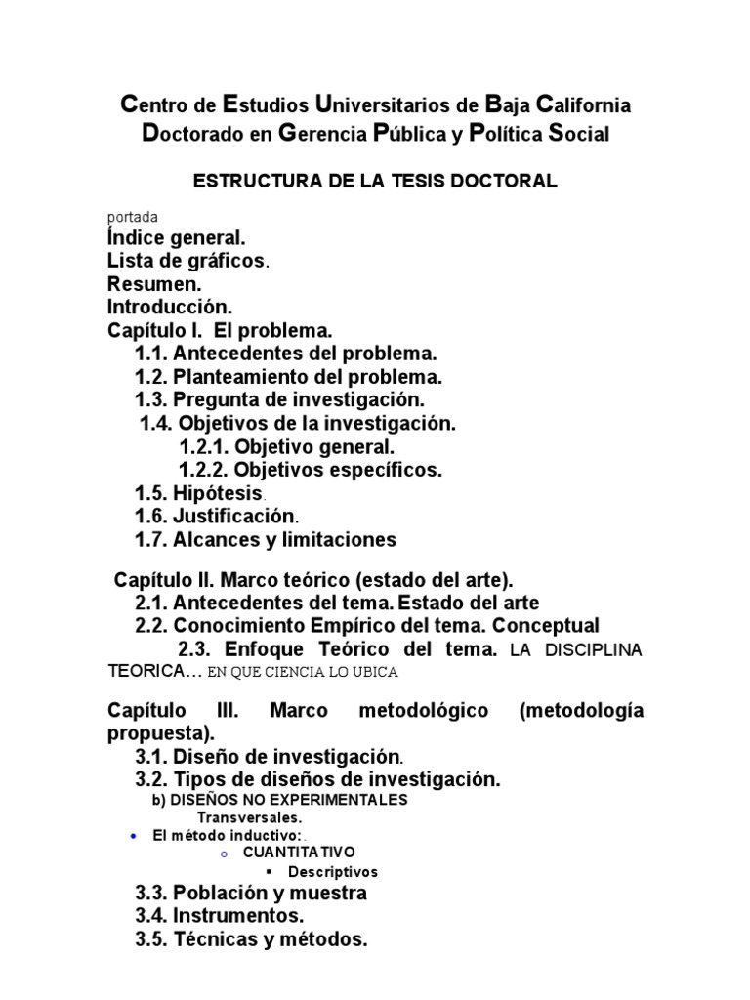 Centro de Estudios Universitarios de Baja California
Doctorado en Gerencia Pública y Política Social
ESTRUCTURA DE LA TESIS DOCTORAL
portada
Índice general.
Lista de gráficos.
Resumen.
Introducción.
Capítulo I. El problema.
1.1. Antecedentes del problema.
1.2. Planteamiento del problema.
1.3. Pregunta de investigación.
1.4. Objetivos de la investigación.
1.2.1. Objetivo general.
1.2.2. Objetivos específicos.
1.5. Hipótesis.
1.6. Justificación.
1.7. Alcances y limitaciones
Capítulo II. Marco teórico (estado del arte).
2.1. Antecedentes del tema. Estado del arte
2.2. Conocimiento Empírico del tema. Conceptual
2.3. Enfoque Teórico del tema. LA DISCIPLINA
TEORICA… EN QUE CIENCIA LO UBICA
Capítulo III. Marco metodológico (metodología
propuesta).
3.1. Diseño de investigación.
3.2. Tipos de diseños de investigación.
b) DISEÑOS NO EXPERIMENTALES
Transversales.
• El método inductivo:.
o CUANTITATIVO
▪ Descriptivos
3.3. Población y muestra
3.4. Instrumentos.
3.5. Técnicas y métodos.